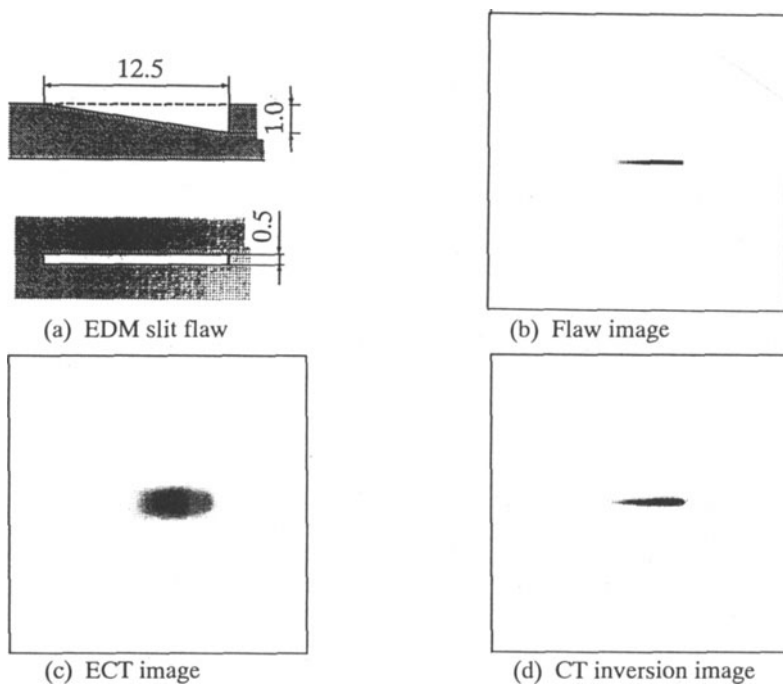 12.5
1.0
0.5
(a) EDM slit flaw
(b) Flaw image
(c) ECT image
(d) CT inversion image